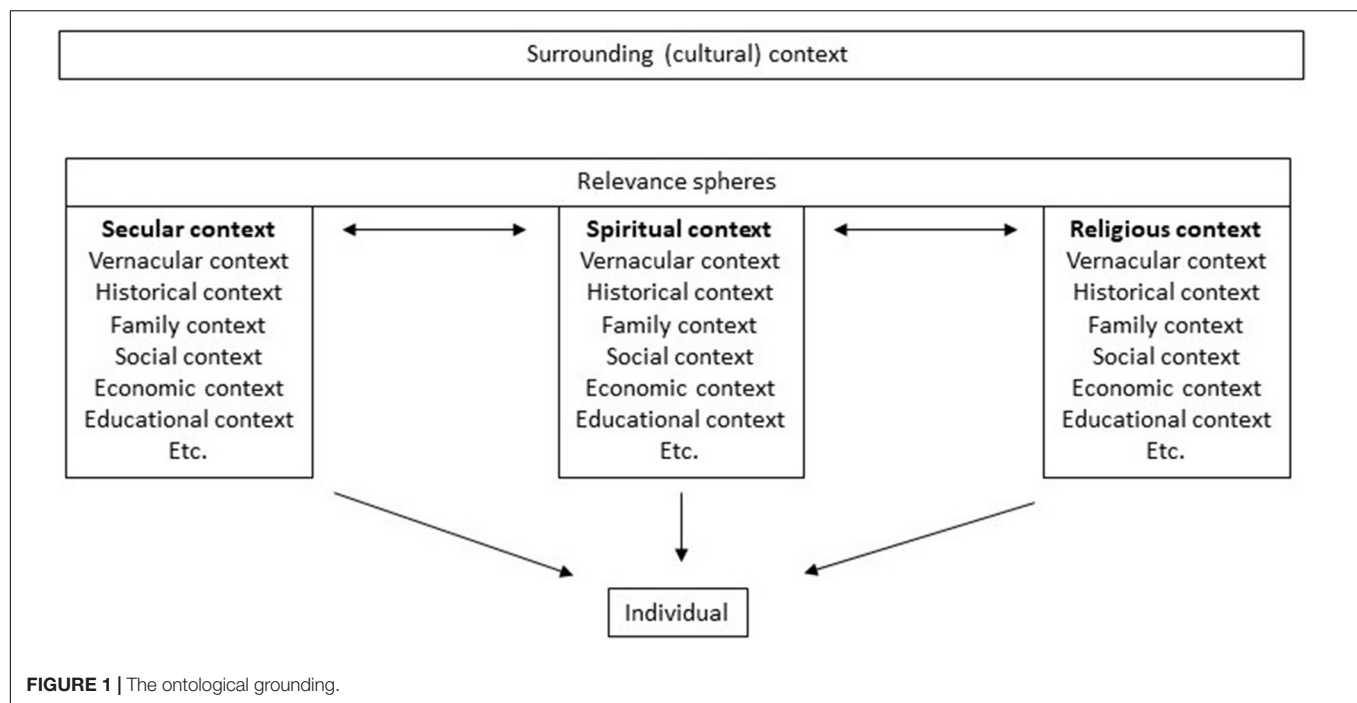 Surrounding (cultural) context
Relevance spheres
Secular context
Vernacular context
Historical context
Family context
Social context
Economic context
Educational context
Etc.
Spiritual context
Vernacular context
Historical context
Family context
Social context
Economic context
Educational context
Etc.
Religious context
Vernacular context
Historical context
Family context
Social context
Economic context
Educational context
Etc.
Individual
FIGURE 1 | The ontological grounding.